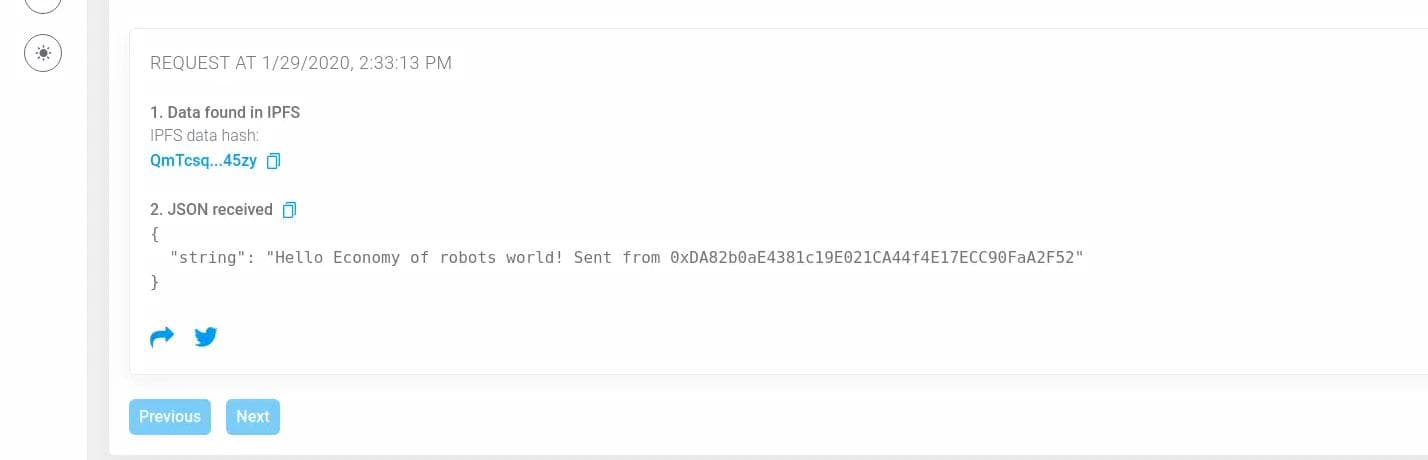 REQUEST AT 1/29/2020, 2:33:13 PM
1. Data found in IPFS
IPFS data hash:
QmTcsq...45zy
2. JSON received
{
"string": "Hello Economy of robots world! Sent from 0xDA82b0aE4381c19E021CA44f4E17ECC90FaA2F52"
}
Previous Next